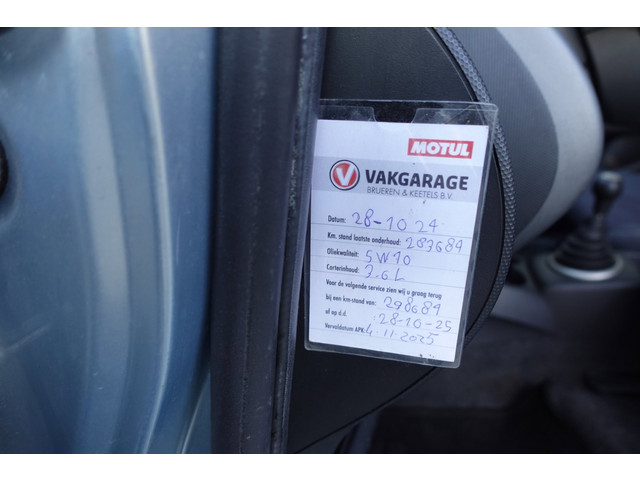 MOTUL
VAKGARAGE
BRUEREN & KEETELS B.V.
Datum: 28-10 24
Km. stand laatste onderhoud: 283684
Oliekwaliteit: 5W40
Carterinhoud: 3.6L
Voor de volgende service zien wij u graag terug
bij een km-stand van: 298684
of op d.d. 28-10-25
Vervaldatum APK: 4-11-2025